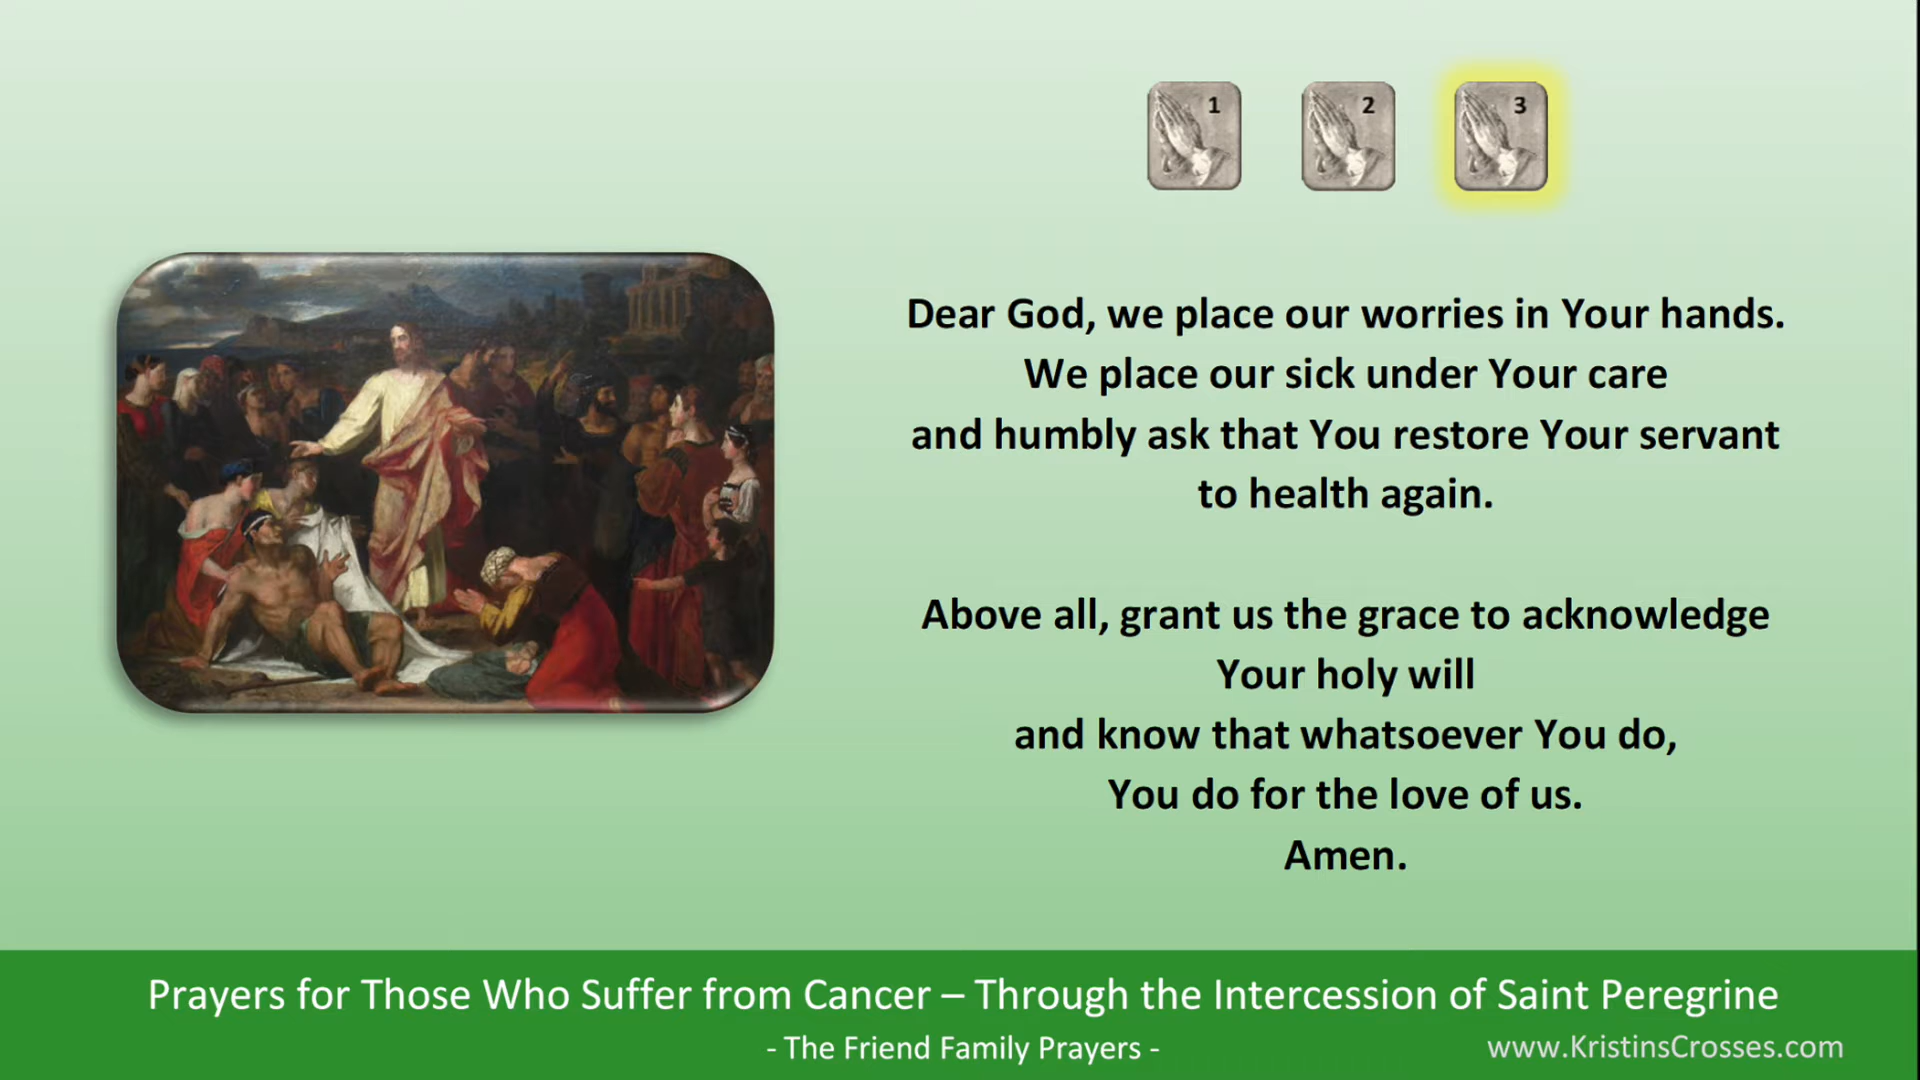 1
2
3
Dear God, we place our worries in Your hands.
We place our sick under Your care
and humbly ask that You restore Your servant
to health again.
Above all, grant us the grace to acknowledge
Your holy will
and know that whatsoever You do,
You do for the love of us.
Amen.
Prayers for Those Who Suffer from Cancer – Through the Intercession of Saint Peregrine
- The Friend Family Prayers -
www.KristinsCrosses.com